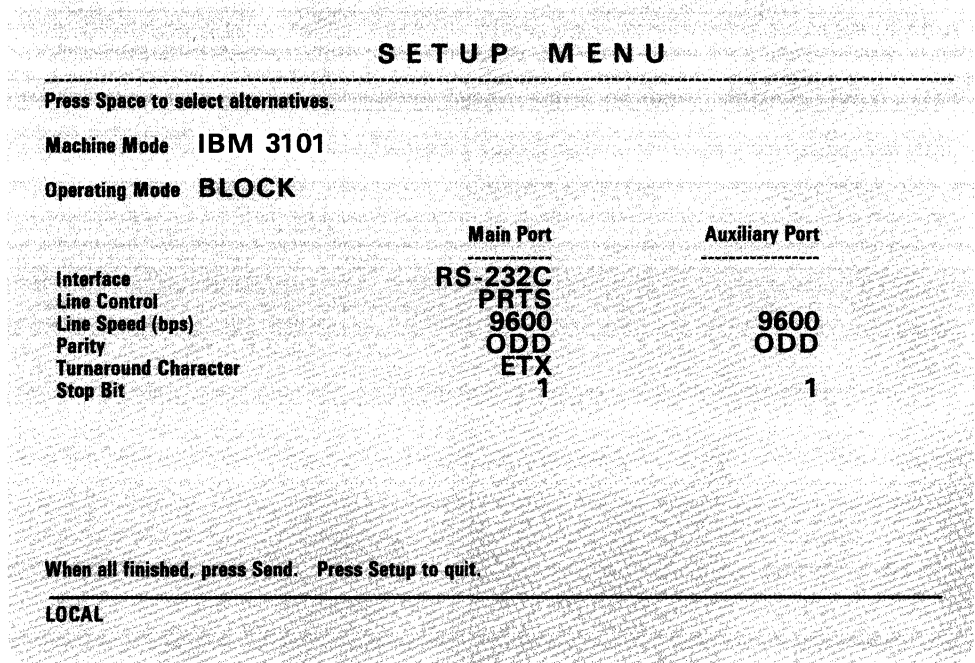 SETUP MENU
Press Space to select alternatives.
Machine Mode IBM 3101
Operating Mode BLOCK
Main Port Auxiliary Port
Interface RS-232C
Line Control PRTS
Line Speed (bps) 9600 9600
Parity ODD ODD
Turnaround Character ETX
Stop Bit 1 1
When all finished, press Send. Press Setup to quit.
LOCAL